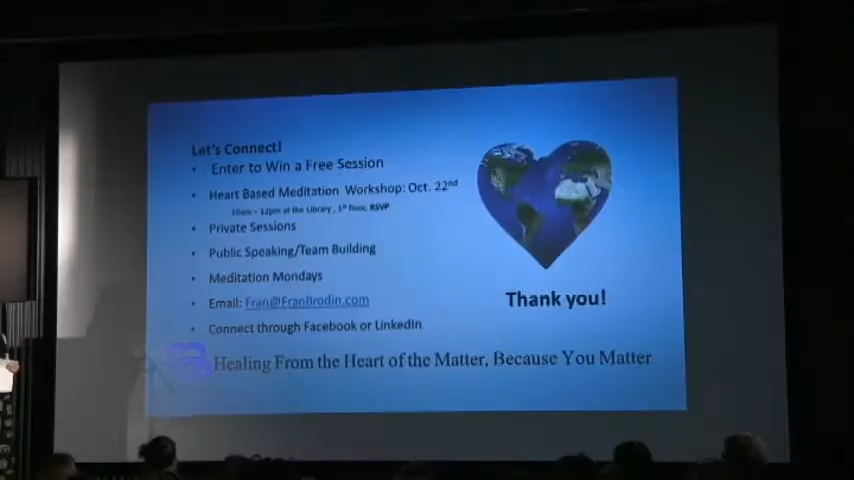 Let's Connect!
• Enter to Win a Free Session
• Heart Based Meditation Workshop: Oct. 22nd
10am – 12pm at the Library , 1st floor, RSVP
• Private Sessions
• Public Speaking/Team Building
• Meditation Mondays
• Email: Fran@FranBrodin.com
• Connect through Facebook or LinkedIn
Thank you!
Healing From the Heart of the Matter, Because You Matter